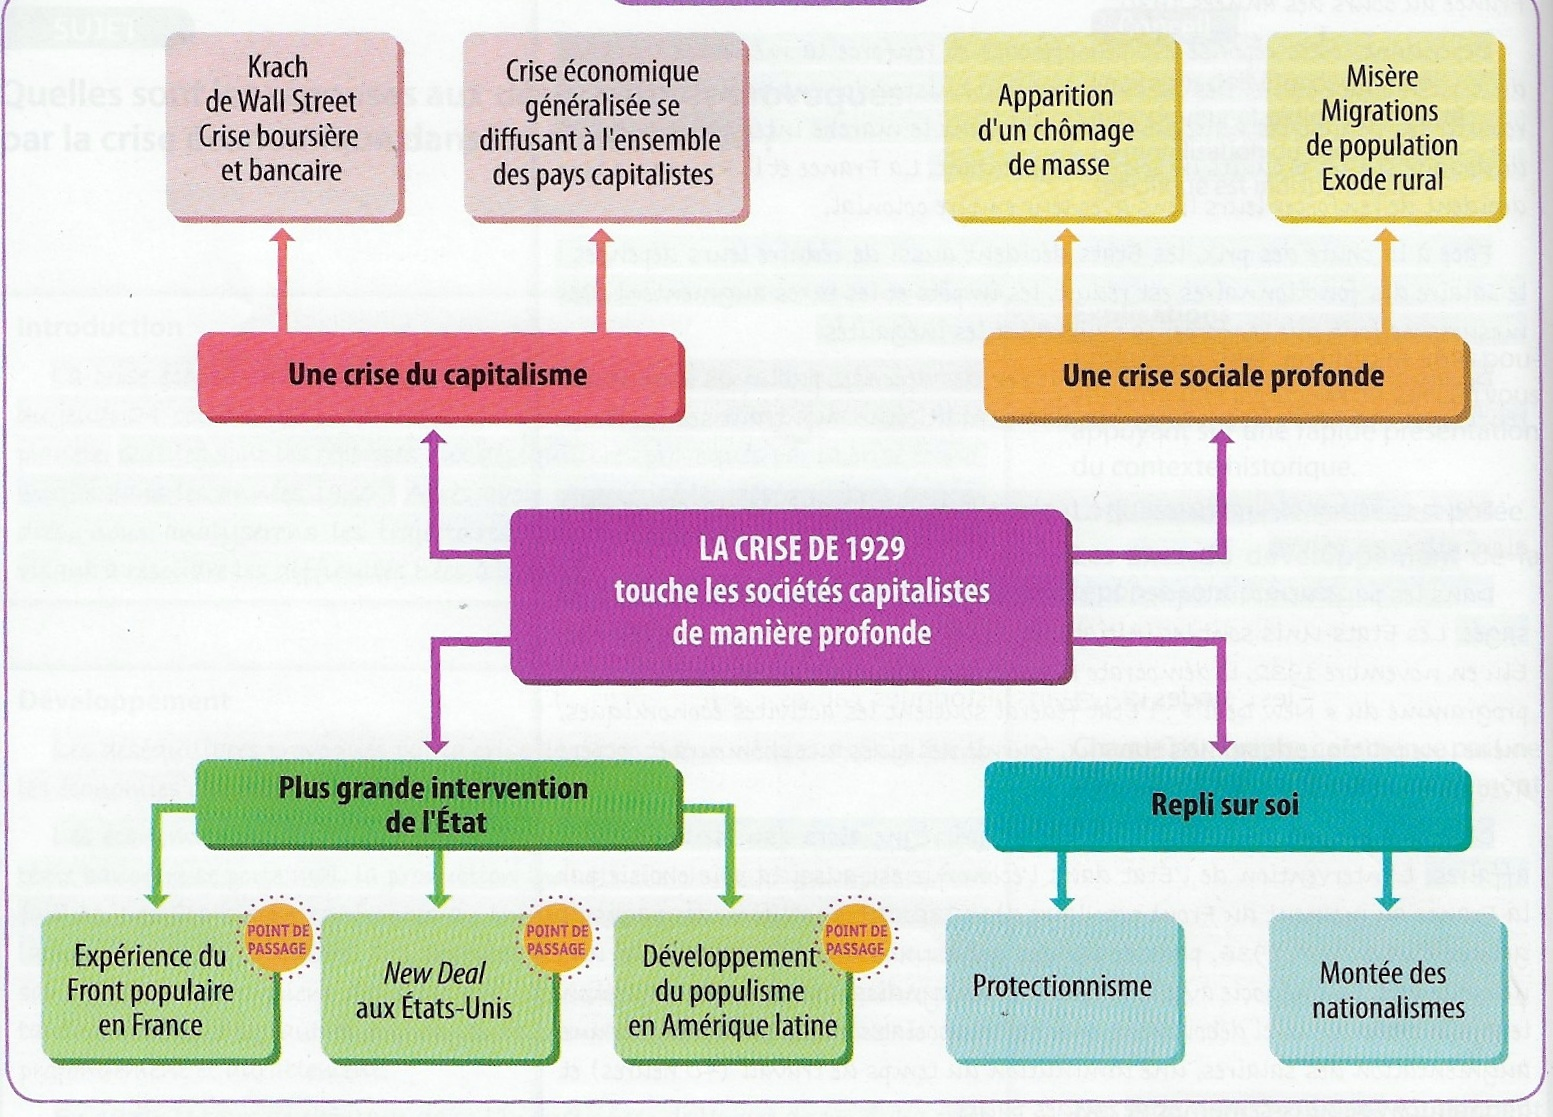 Krach
de Wall Street
Crise boursière
et bancaire
Crise économique
généralisée se
diffusant à l'ensemble
des pays capitalistes
Apparition
d'un chômage
de masse
Misère
Migrations
de population
Exode rural
Une crise du capitalisme
Une crise sociale profonde
LA CRISE DE 1929
touche les sociétés capitalistes
de manière profonde
Plus grande intervention
de l'État
Repli sur soi
POINT DE
PASSAGE
Expérience du
Front populaire
en France
POINT DE
PASSAGE
New Deal
aux États-Unis
POINT DE
PASSAGE
Développement
du populisme
en Amérique latine
Protectionnisme
Montée des
nationalismes